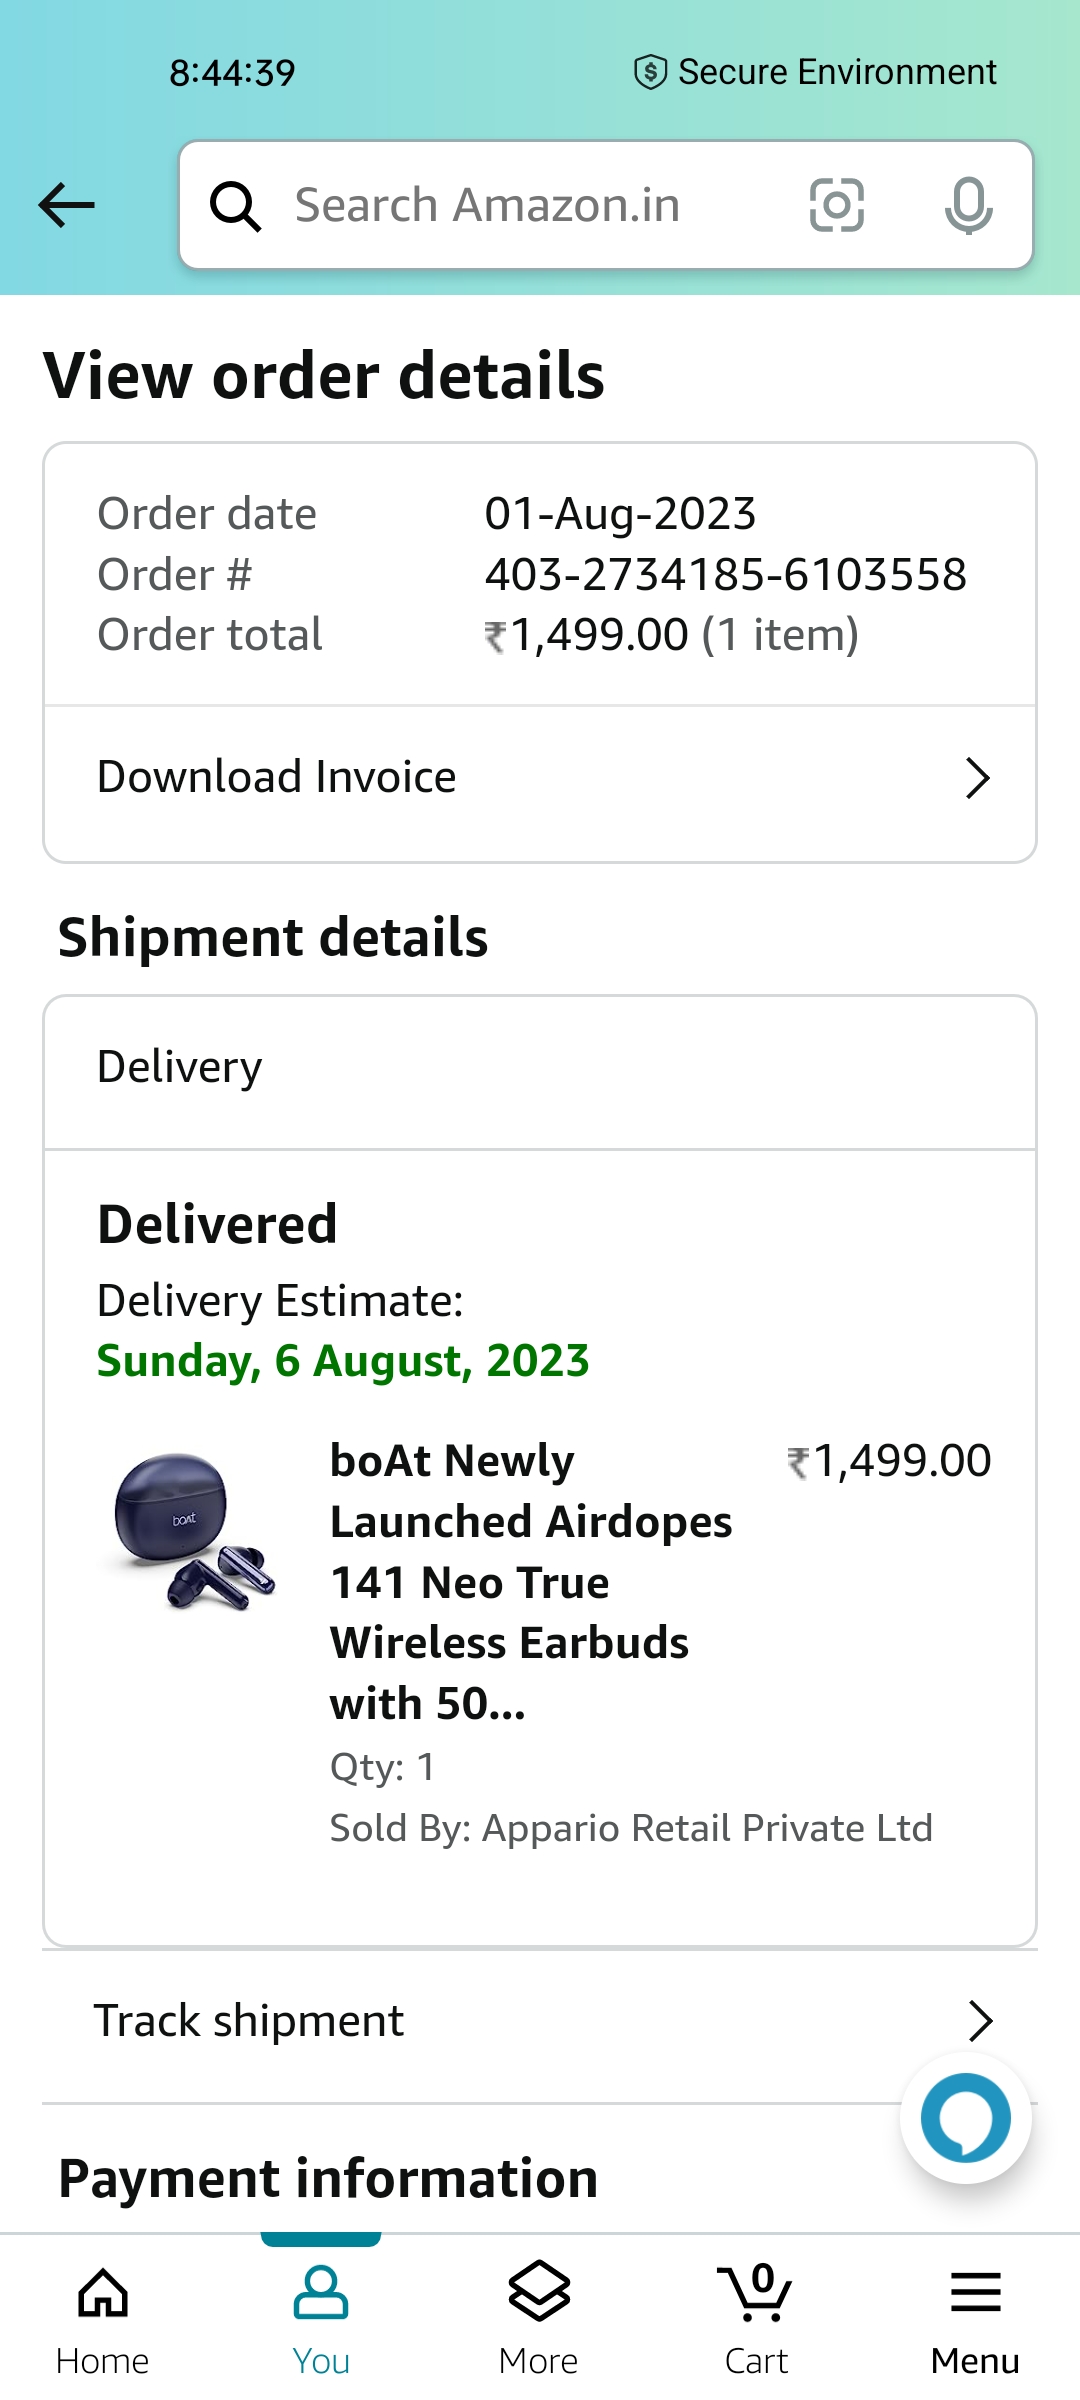 8:44:39
Secure Environment
Search Amazon.in
View order details
Order date 01-Aug-2023
Order # 403-2734185-6103558
Order total ₹1,499.00 (1 item)
Download Invoice
Shipment details
Delivery
Delivered
Delivery Estimate:
Sunday, 6 August, 2023
boAt
boAt Newly ₹1,499.00
Launched Airdopes
141 Neo True
Wireless Earbuds
with 50...
Qty: 1
Sold By: Appario Retail Private Ltd
Track shipment
Payment information
0
Home You More Cart Menu